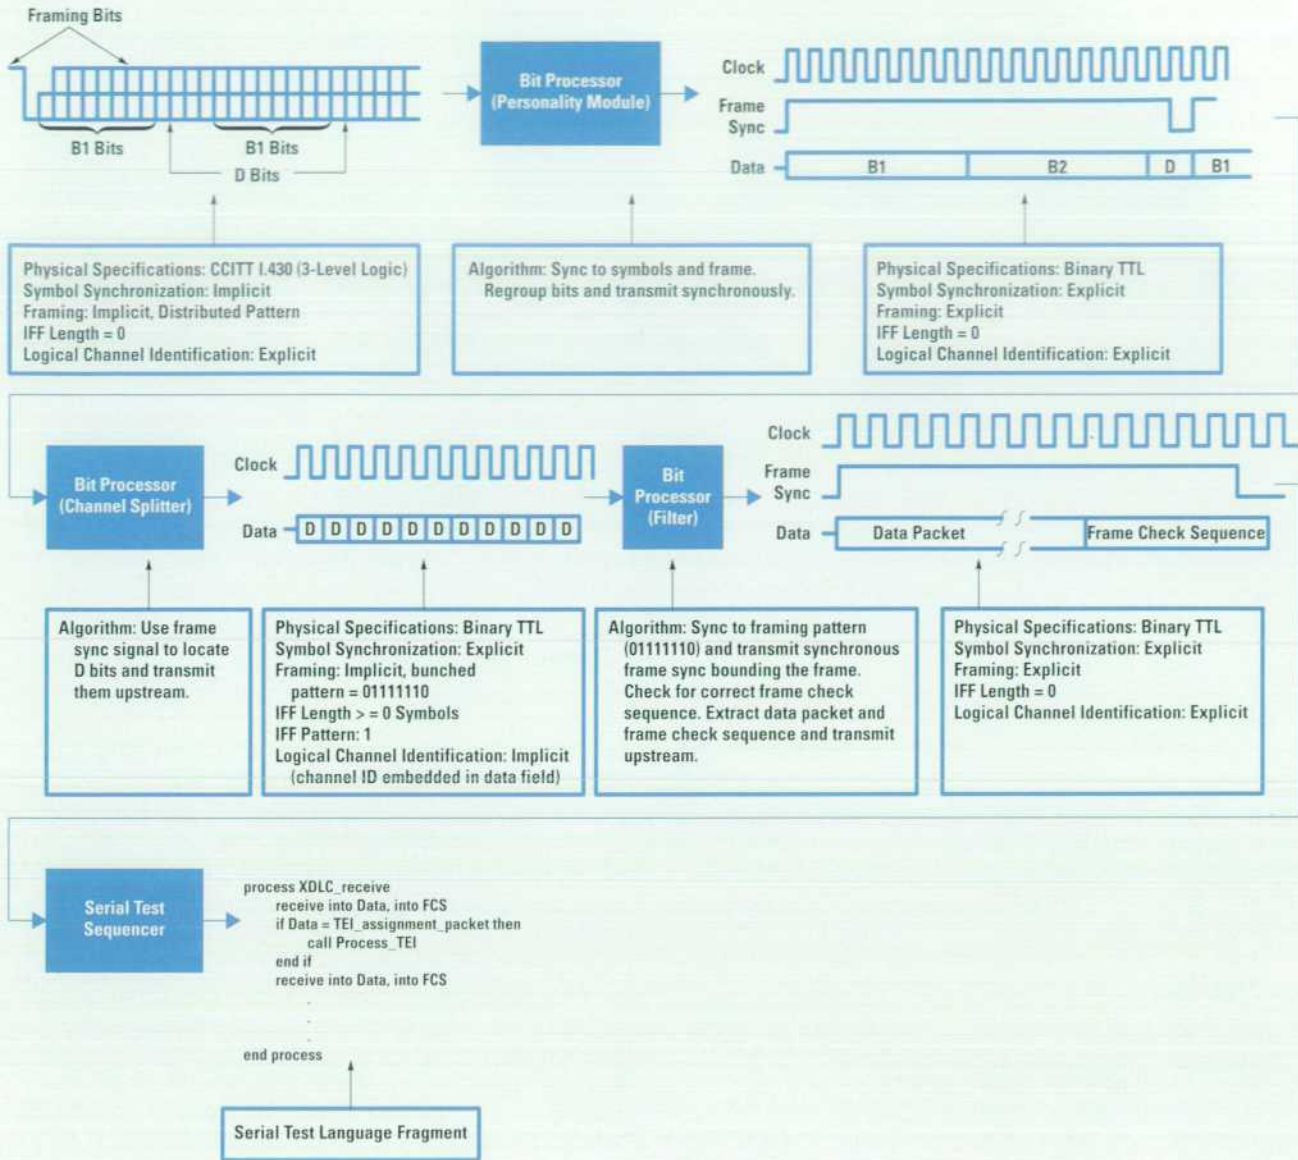 Framing Bits
B1 Bits
B1 Bits
D Bits
Bit Processor
(Personality Module)
Clock
Frame
Sync
Data
B1
B2
D
B1
Physical Specifications: CCITT I.430 (3-Level Logic)
Symbol Synchronization: Implicit
Framing: Implicit, Distributed Pattern
IFF Length = 0
Logical Channel Identification: Explicit
Algorithm: Sync to symbols and frame.
Regroup bits and transmit synchronously.
Physical Specifications: Binary TTL
Symbol Synchronization: Explicit
Framing: Explicit
IFF Length = 0
Logical Channel Identification: Explicit
Bit Processor
(Channel Splitter)
Clock
Data
D D D D D D D D D D D
Bit
Processor
(Filter)
Clock
Frame
Sync
Data
Data Packet
Frame Check Sequence
Algorithm: Use frame
sync signal to locate
D bits and transmit
them upstream.
Physical Specifications: Binary TTL
Symbol Synchronization: Explicit
Framing: Implicit, bunched
pattern = 01111110
IFF Length > = 0 Symbols
IFF Pattern: 1
Logical Channel Identification: Implicit
(channel ID embedded in data field)
Algorithm: Sync to framing pattern
(01111110) and transmit synchronous
frame sync bounding the frame.
Check for correct frame check
sequence. Extract data packet and
frame check sequence and transmit
upstream.
Physical Specifications: Binary TTL
Symbol Synchronization: Explicit
Framing: Explicit
IFF Length = 0
Logical Channel Identification: Explicit
Serial Test
Sequencer
process XDLC_receive
receive into Data, into FCS
if Data = TEI_assignment_packet then
call Process_TEI
end if
receive into Data, into FCS
.
.
.
end process
Serial Test Language Fragment